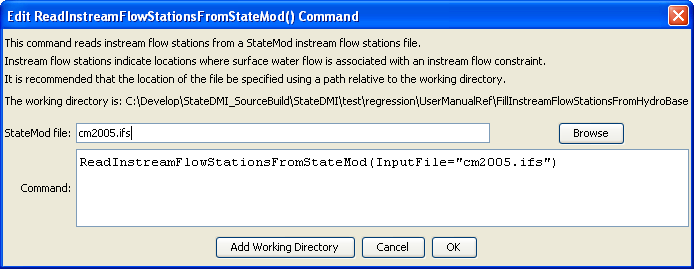 Edit ReadInstreamFlowStationsFromStateMod() Command
This command reads instream flow stations from a StateMod instream flow stations file.
Instream flow stations indicate locations where surface water flow is associated with an instream flow constraint.
It is recommended that the location of the file be specified using a path relative to the working directory.
The working directory is: C:\Develop\StateDMI_SourceBuild\StateDMI\test\regression\UserManualRef\FillInstreamFlowStationsFromHydroBase
StateMod file: cm2005.ifs Browse
ReadInstreamFlowStationsFromStateMod(InputFile="cm2005.ifs")
Command:
Add Working Directory Cancel OK